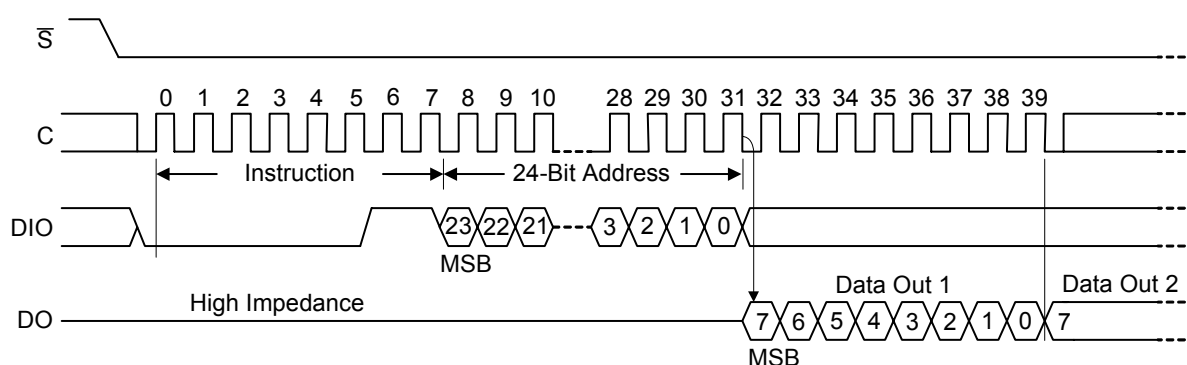 S
0 1 2 3 4 5 6 7 8 9 10 28 29 30 31 32 33 34 35 36 37 38 39
C
Instruction 24-Bit Address
DIO 23 22 21 3 2 1 0
MSB
Data Out 1 Data Out 2
High Impedance
DO 7 6 5 4 3 2 1 0 7
MSB